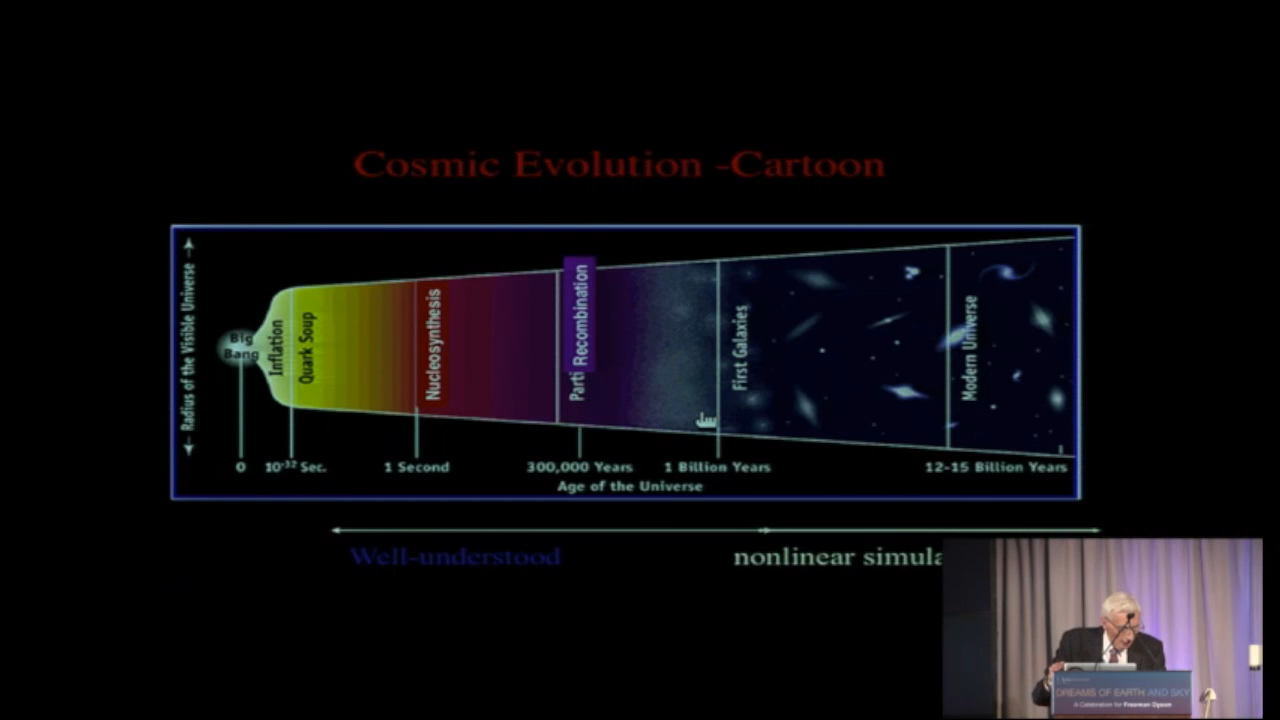 Cosmic Evolution -Cartoon
Radius of the Visible Universe
Big
Bang
Inflation
Quark Soup
Nucleosynthesis
Parti
Recombination
First Galaxies
Modern Universe
0
10-32 Sec.
1 Second
300,000 Years
1 Billion Years
12-15 Billion Years
Age of the Universe
Well-understood
nonlinear simula
DREAMS OF EARTH AND SKY
A Celebration for Freeman Dyson